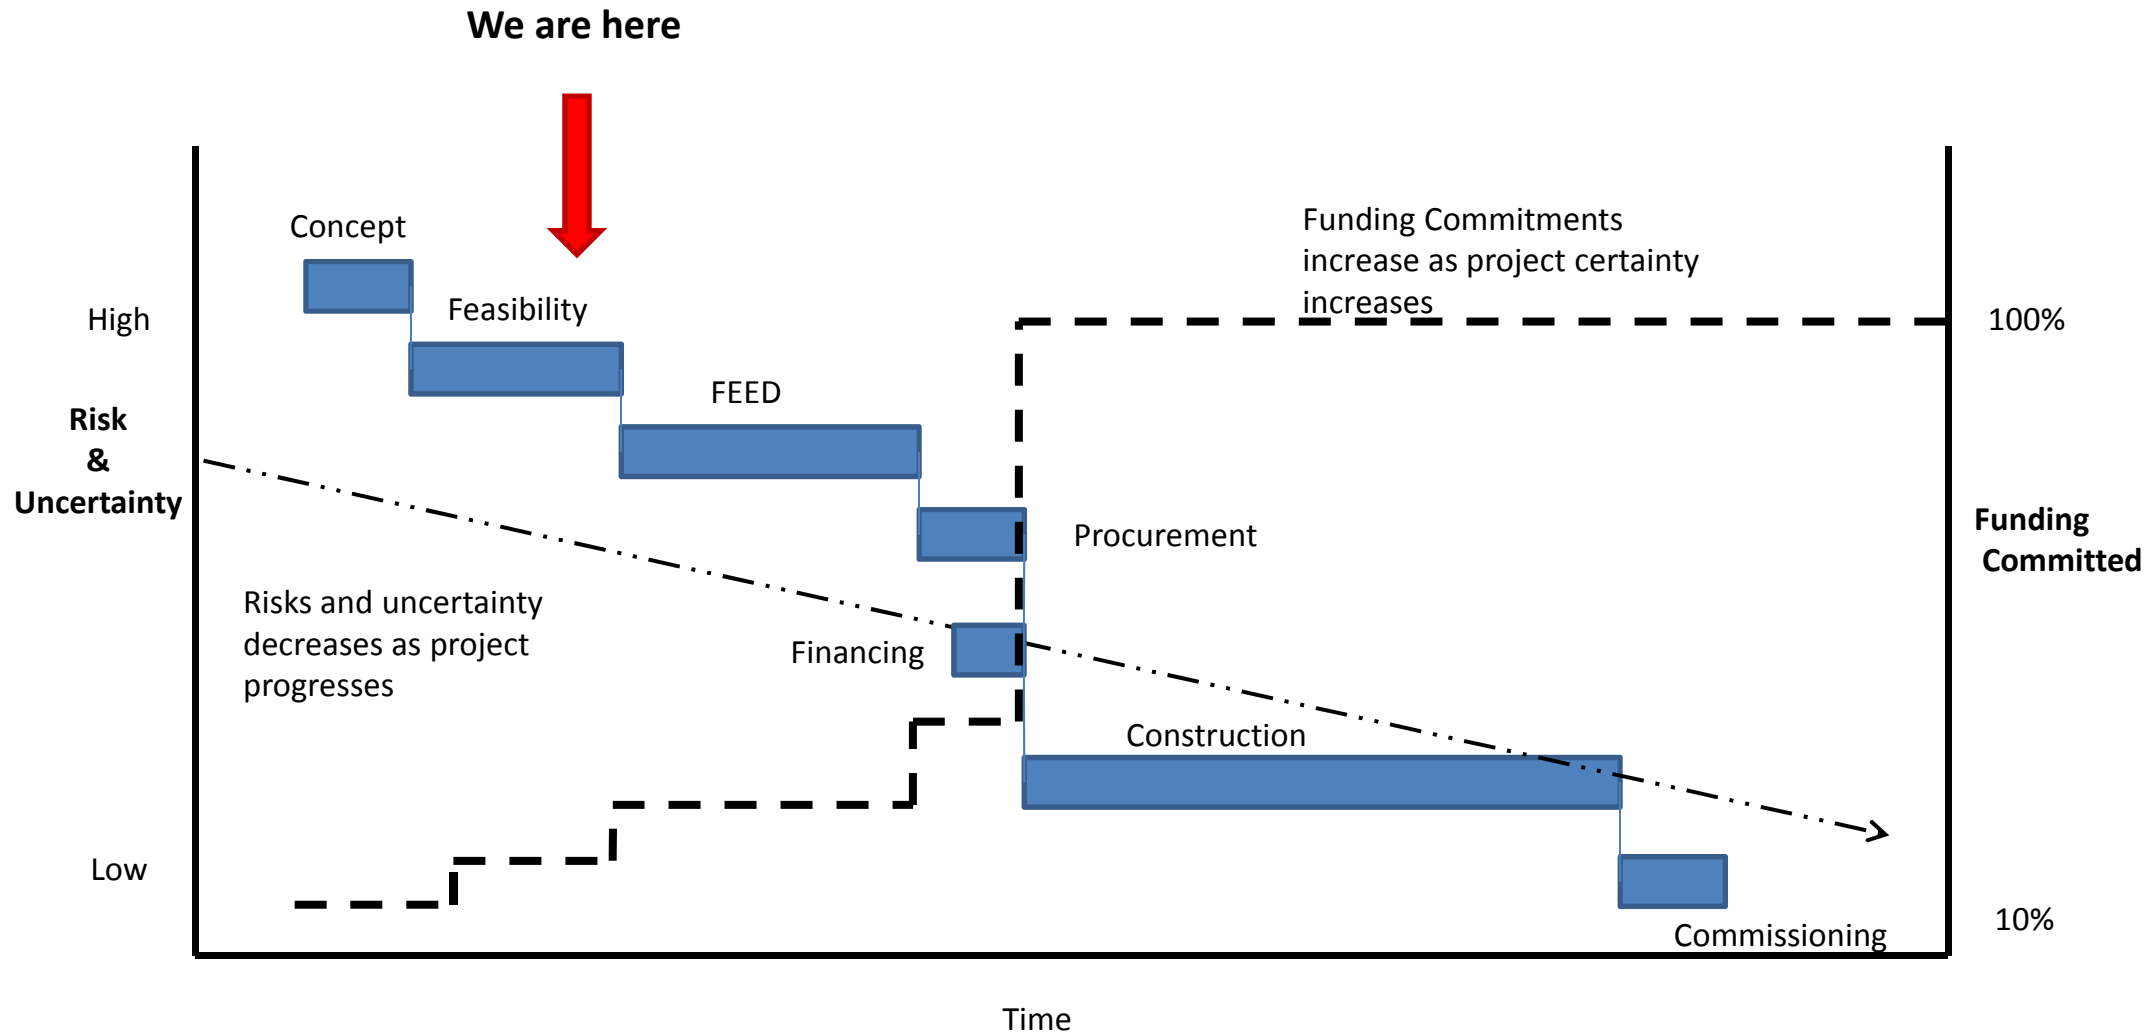 We are here
Concept
Funding Commitments
increase as project certainty
increases
High
Feasibility
100%
FEED
Risk
&
Uncertainty
Procurement
Funding
Committed
Risks and uncertainty
decreases as project
progresses
Financing
Construction
Low
10%
Commissioning
Time